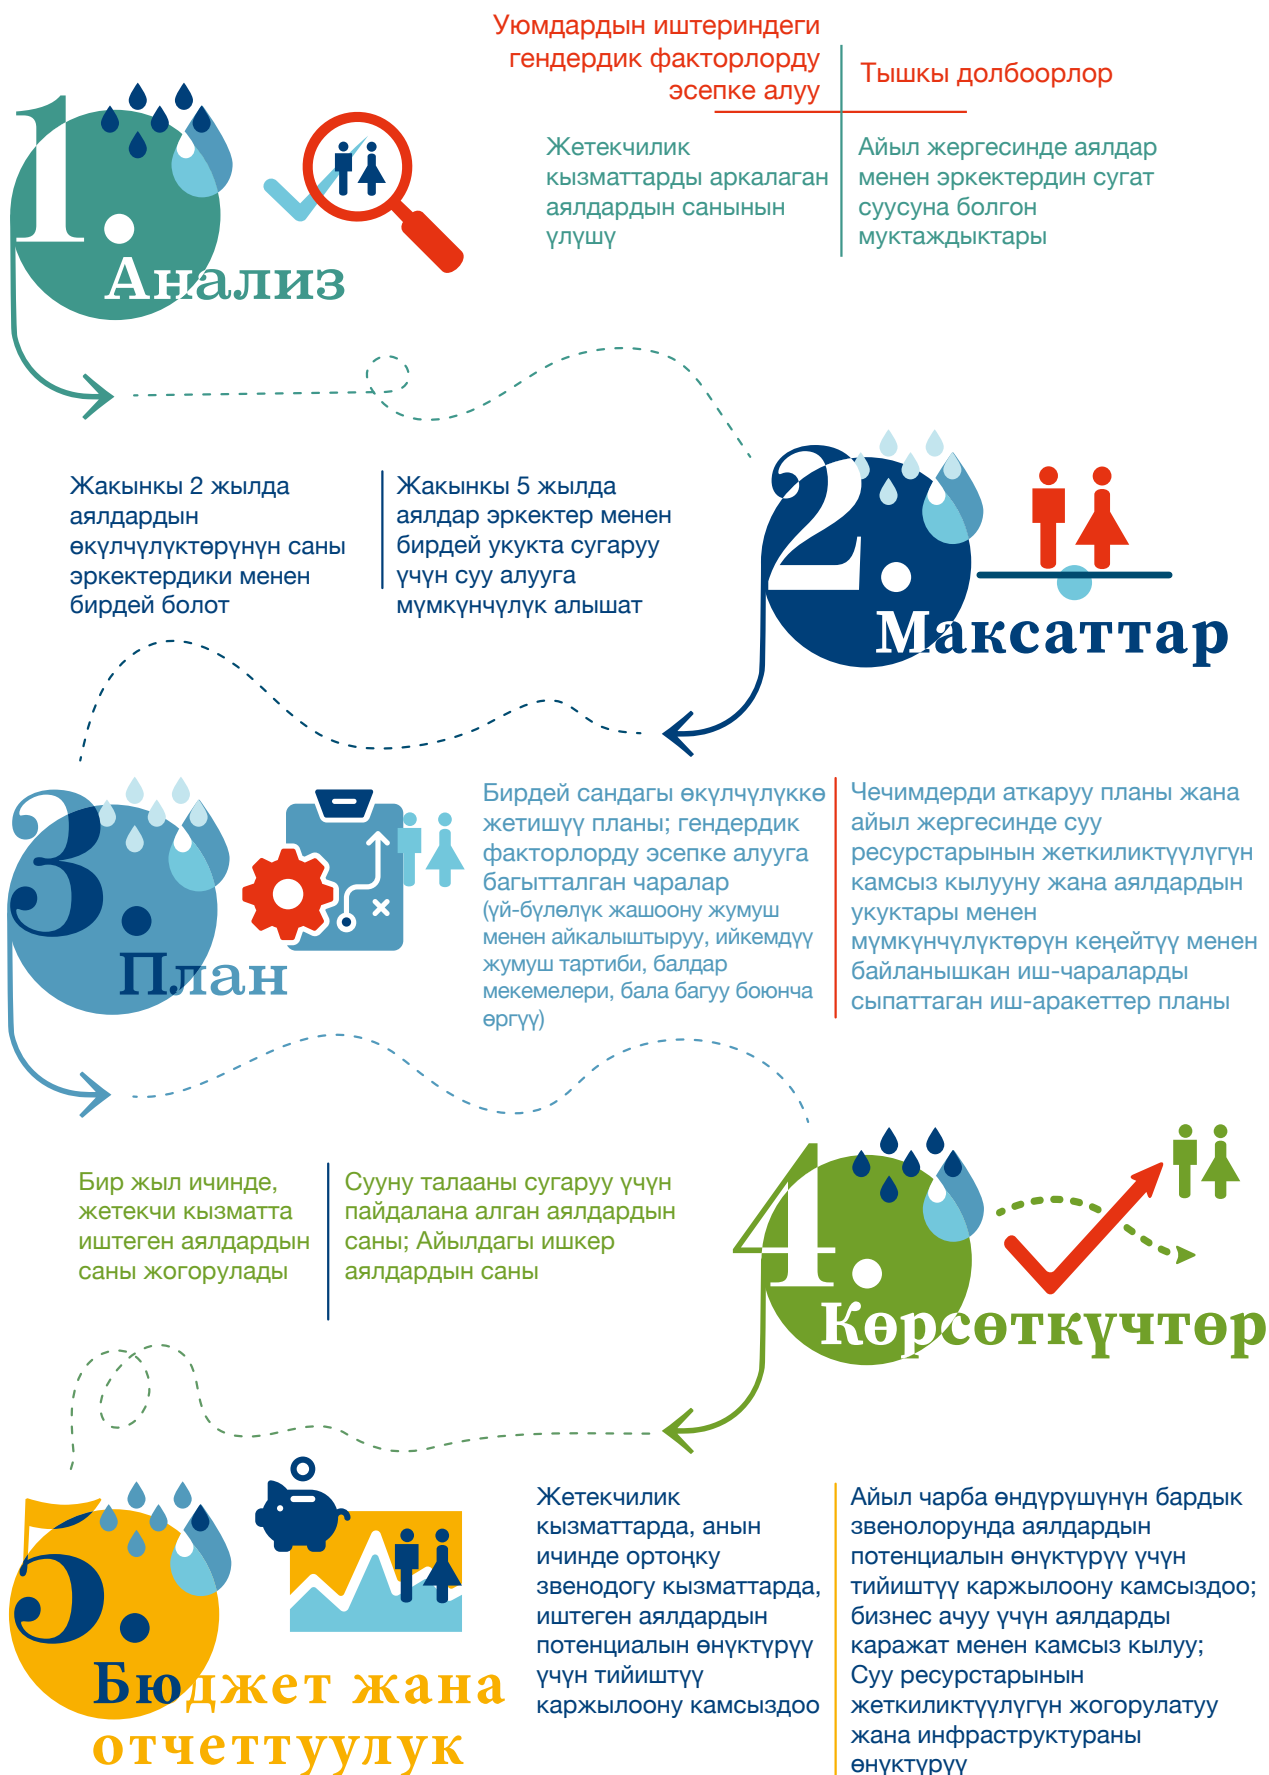 Уюмдардын иштериндеги
гендердик факторлорду
эсепке алуу
Тышкы долбоорлор
1.
Анализ
Жетекчилик
кызматтарды аркалаган
аялдардын санынын
үлүшү
Айыл жергесинде аялдар
менен эркектердин сугат
суусуна болгон
муктаждыктары
2.
Максаттар
Жакынкы 2 жылда
аялдардын
өкүлчүлүктөрүнүн саны
эркектердики менен
бирдей болот
Жакынкы 5 жылда
аялдар эркектер менен
бирдей укукта сугаруу
үчүн суу алууга
мүмкүнчүлүк алышат
3.
План
Бирдей сандагы өкүлчүлүккө
жетишүү планы; гендердик
факторлорду эсепке алууга
багытталган чаралар
(үй-бүлөлүк жашоону жумуш
менен айкалыштыруу, ийкемдүү
жумуш тартиби, балдар
мекемелери, бала багуу боюнча
өргүү)
Чечимдерди аткаруу планы жана
айыл жергесинде суу
ресурстарынын жеткиликтүүлүгүн
камсыз кылууну жана аялдардын
укуктары менен
мүмкүнчүлүктөрүн кеңейтүү менен
байланышкан иш-чараларды
сыпаттаган иш-аракеттер планы
4.
Көрсөткүчтөр
Бир жыл ичинде,
жетекчи кызматта
иштеген аялдардын
саны жогорулады
Сууну талааны сугаруу үчүн
пайдалана алган аялдардын
саны; Айылдагы ишкер
аялдардын саны
5.
Бюджет жана
отчеттуулук
Жетекчилик
кызматтарда, анын
ичинде ортоңку
звенодогу кызматтарда,
иштеген аялдардын
потенциалын өнүктүрүү
үчүн тийиштүү
каржылоону камсыздоо
Айыл чарба өндүрүшүнүн бардык
звенолорунда аялдардын
потенциалын өнүктүрүү үчүн
тийиштүү каржылоону камсыздоо;
бизнес ачуу үчүн аялдарды
каражат менен камсыз кылуу;
Суу ресурстарынын
жеткиликтүүлүгүн жогорулатуу
жана инфраструктураны
өнүктүрүү